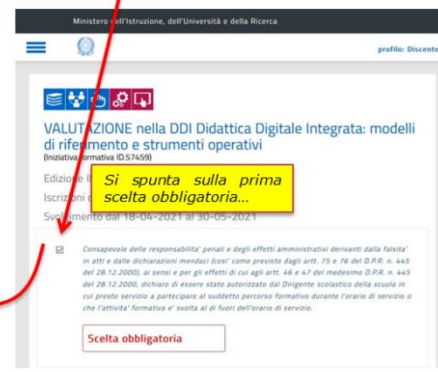 Ministero dell'Istruzione, dell'Università e della Ricerca
profilo: Discente
VALUTAZIONE nella DDI Didattica Digitale Integrata: modelli
di riferimento e strumenti operativi
(Iniziativa formativa ID.57459)
Edizione
Si spunta sulla prima
Iscrizioni
scelta obbligatoria...
Svolgimento dal 18-04-2021 al 30-05-2021
Consapevole delle responsabilita' penali e degli effetti amministrativi derivanti dalla falsita'
in atti e dalle dichiarazioni mendaci (cosi' come previsto dagli artt. 75 e 76 del D.P.R. n. 445
del 28.12.2000), ai sensi e per gli effetti di cui agli artt. 46 e 47 del medesimo D.P.R. n. 445
del 28.12.2000, dichiaro di essere stato autorizzato dal Dirigente scolastico della scuola in
cui presto servizio a partecipare al suddetto percorso formativo durante l'orario di servizio o
che l'attivita' formativa e' svolta al di fuori dell'orario di servizio.
Scelta obbligatoria